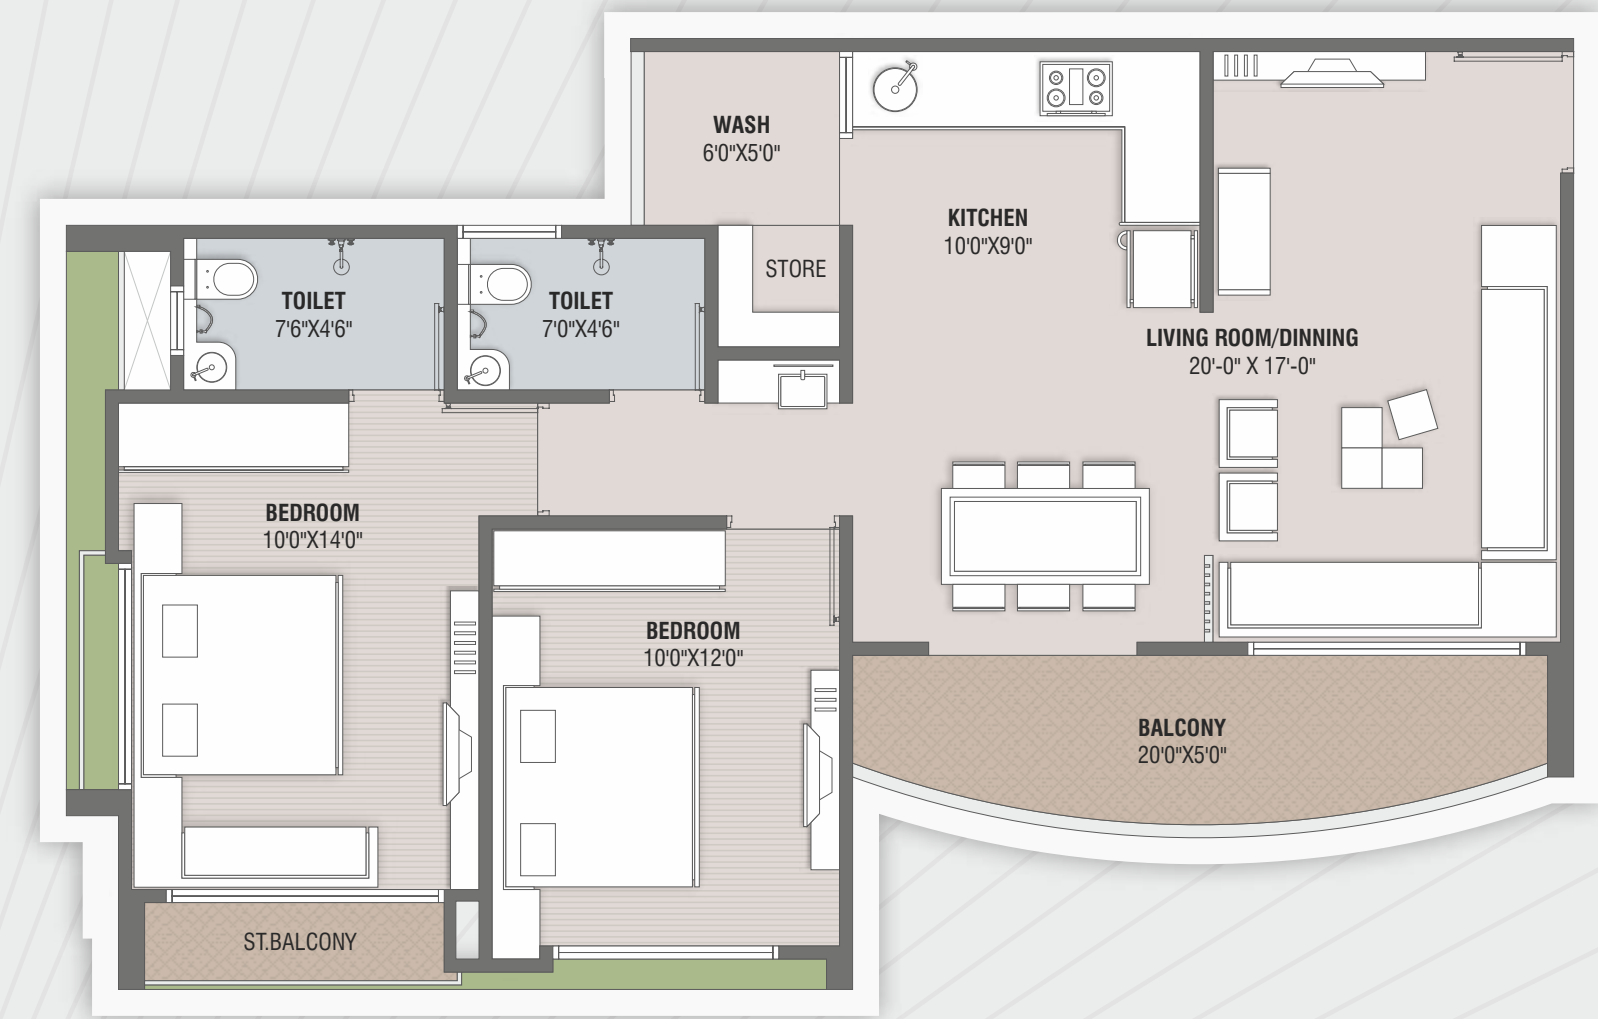 WASH
6'0"X5'0"
KITCHEN
10'0"X9'0"
STORE
TOILET
7'6"X4'6"
TOILET
7'0"X4'6"
LIVING ROOM/DINNING
20'-0" X 17'-0"
BEDROOM
10'0"X14'0"
BEDROOM
10'0"X12'0"
BALCONY
20'0"X5'0"
ST.BALCONY